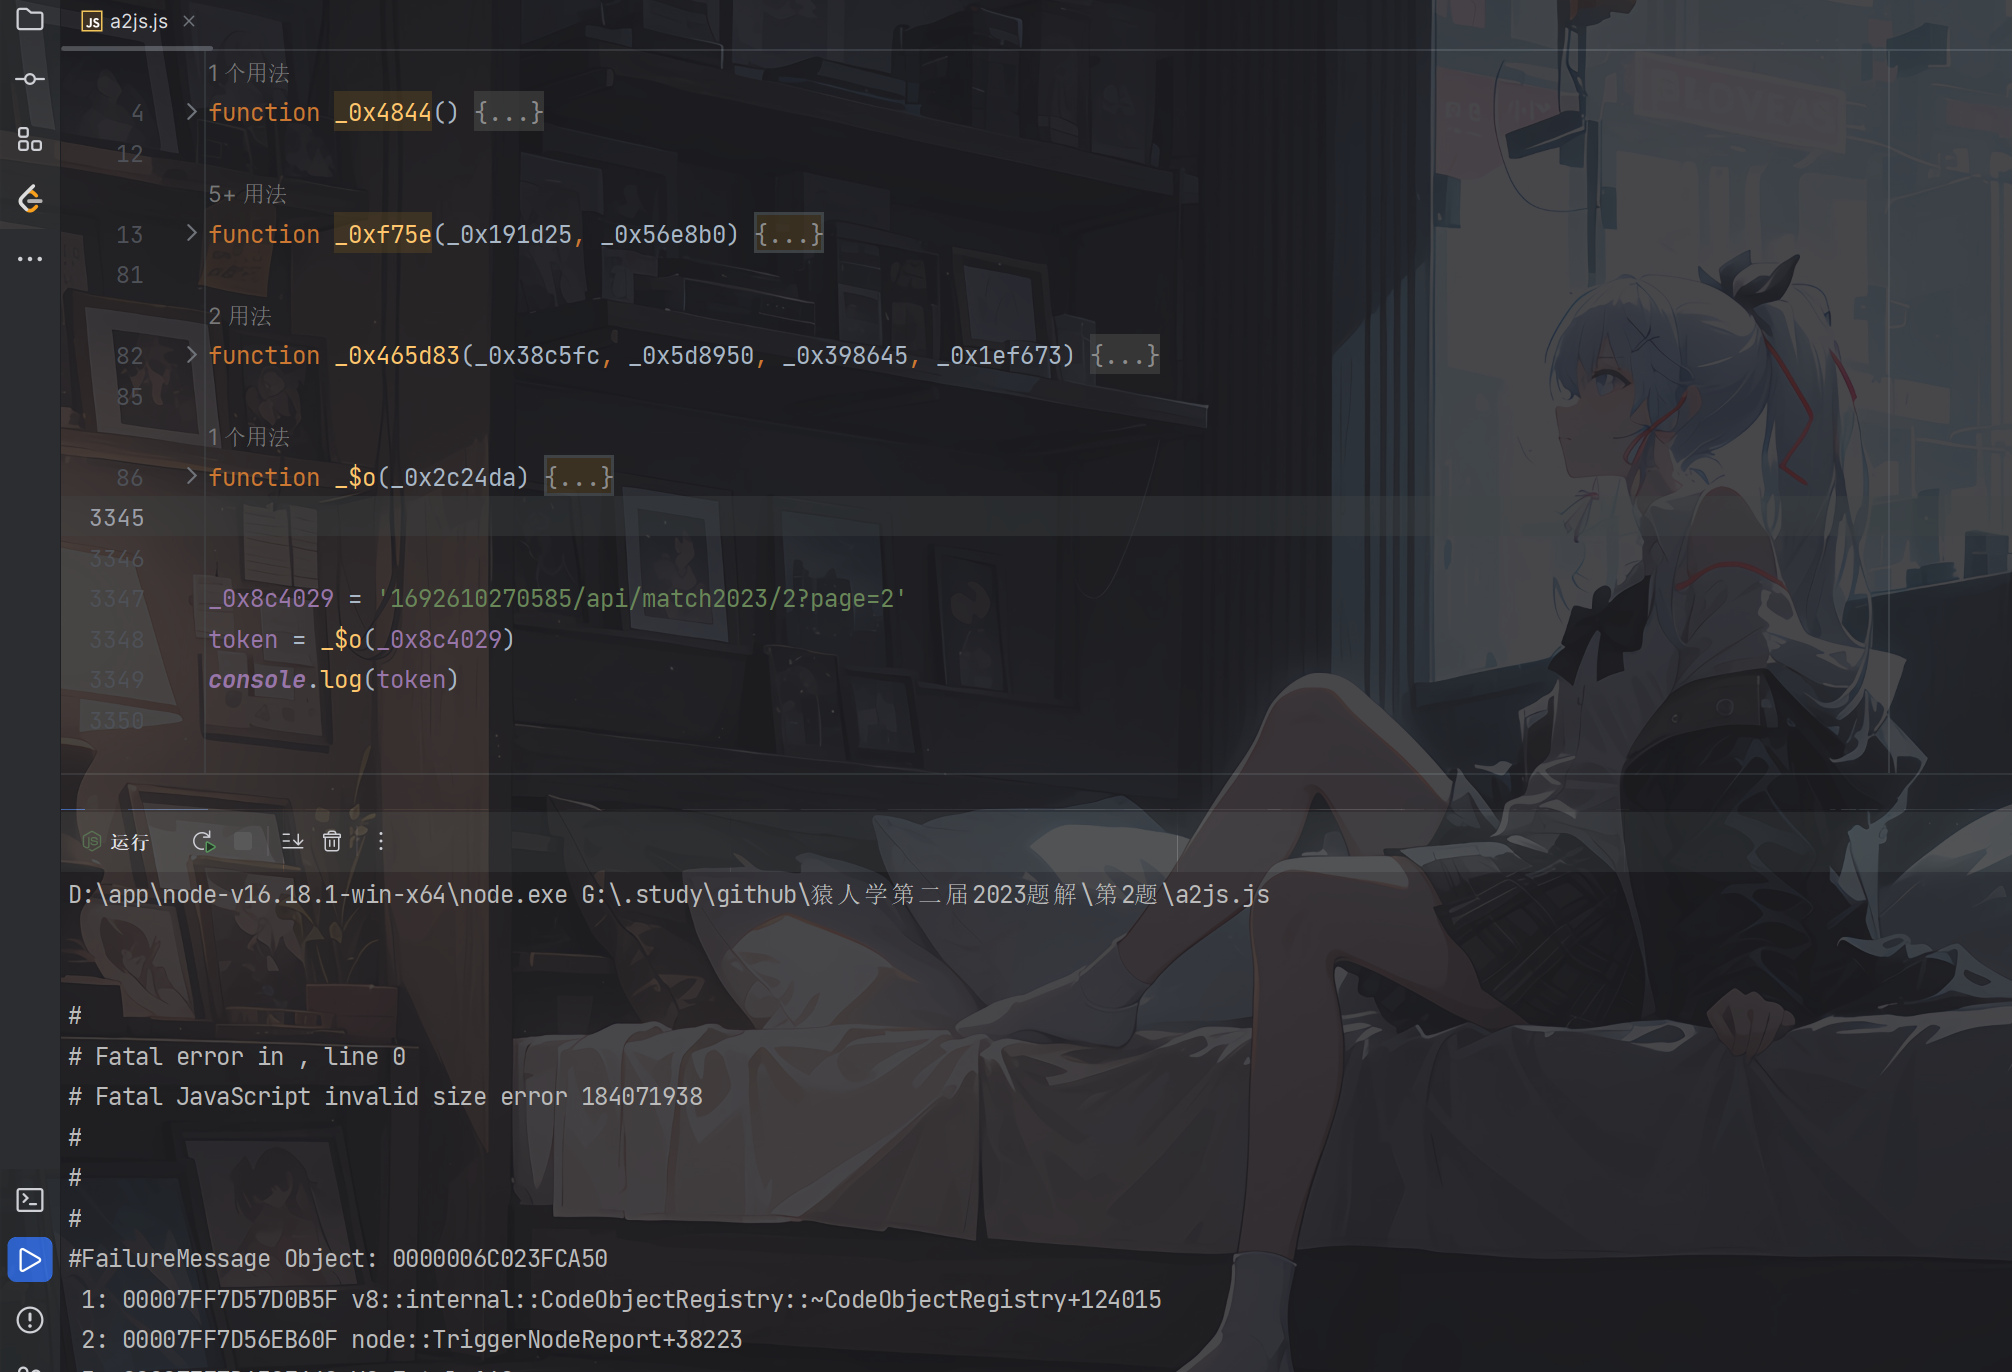 a2js.js
1 个用法
4 function _0x4844() {...}
12
5+ 用法
13 function _0xf75e(_0x191d25, _0x56e8b0) {...}
81
2 用法
82 function _0x465d83(_0x38c5fc, _0x5d8950, _0x398645, _0x1ef673) {...}
85
1 个用法
86 function _$o(_0x2c24da) {...}
3345
3346
3347 _0x8c4029 = '1692610270585/api/match2023/2?page=2'
3348 token = _$o(_0x8c4029)
3349 console.log(token)
3350
运行
D:\app\node-v16.18.1-win-x64\node.exe G:\.study\github\猿人学第二届2023题解\第2题\a2js.js
#
# Fatal error in , line 0
# Fatal JavaScript invalid size error 184071938
#
#
#
#FailureMessage Object: 0000006C023FCA50
1: 00007FF7D57D0B5F v8::internal::CodeObjectRegistry::~CodeObjectRegistry+124015
2: 00007FF7D56EB60F node::TriggerNodeReport+38223